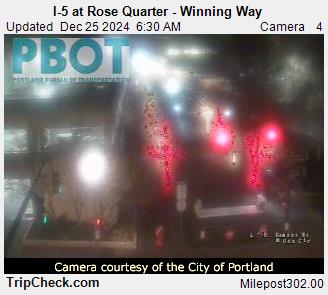 I-5 at Rose Quarter - Winning Way
Updated Dec 25 2024 6:30 AM Camera 4
PBOT
PORTLAND BUREAU OF TRANSPORTATION
Camera courtesy of the City of Portland
TripCheck.com Milepost302.00